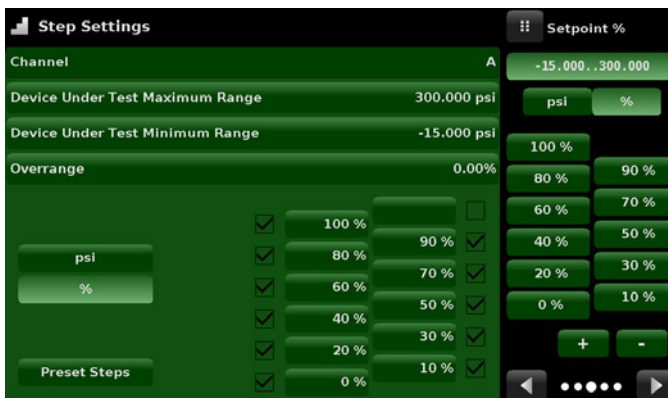 Step Settings
Channel A
Device Under Test Maximum Range 300.000 psi
Device Under Test Minimum Range -15.000 psi
Overrange 0.00%
psi
%
Preset Steps
100 %
90 %
80 %
70 %
60 %
50 %
40 %
30 %
20 %
10 %
0 %
Setpoint %
-15.000..300.000
psi %
100 %
90 %
80 %
70 %
60 %
50 %
40 %
30 %
20 %
10 %
0 %
+ -